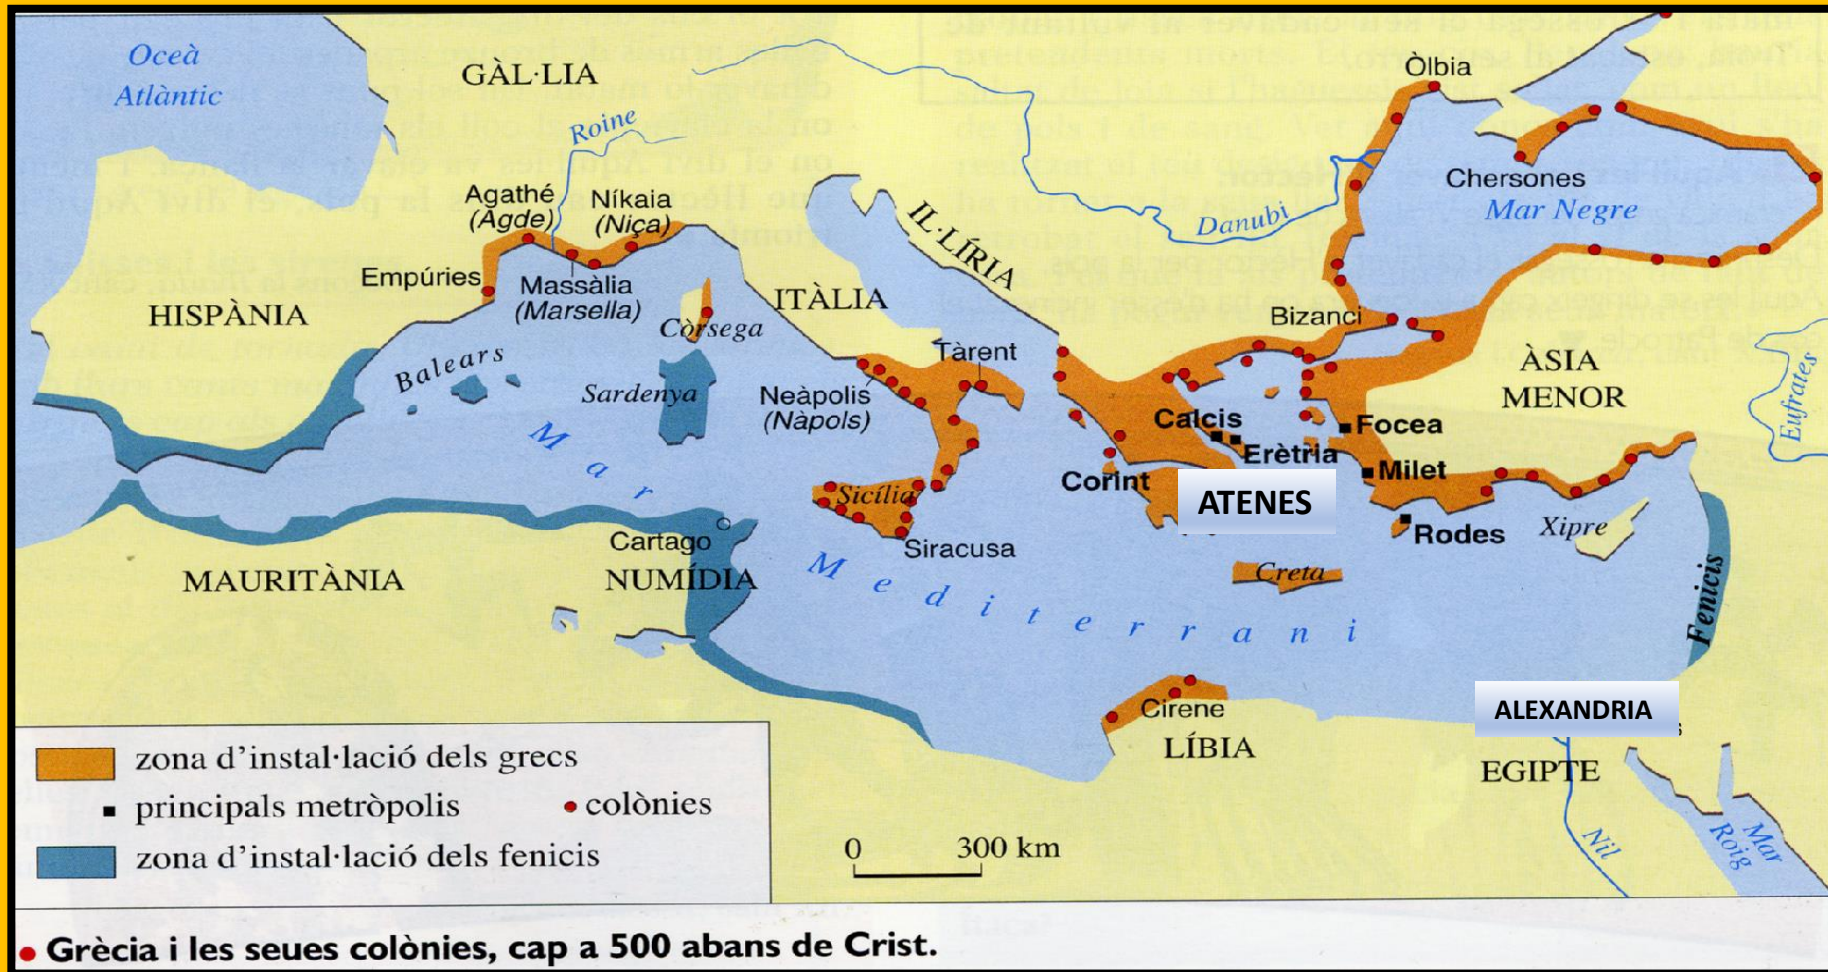 Oceà
Atlàntic
GÀL·LIA
Roine
Agathé
(Agde)
Níkaia
(Niça)
Empúries
Massàlia
(Marsella)
HISPÀNIA
Balears
Còrsega
Sardenya
ITÀLIA
IL·LÍRIA
Danubi
Òlbia
Chersones
Mar Negre
Bizanci
ÀSIA
MENOR
Eufrates
Tàrent
Neàpolis
(Nàpols)
Calcis
Erètria
Focea
Milet
Corint
ATENES
Rodes
Xipre
Sicília
Siracusa
Creta
Cartago
MAURITÀNIA
NUMÍDIA
Mar
Mediterrani
Fenicis
Cirene
LÍBIA
ALEXANDRIA
s
EGIPTE
Nil
Mar
Roig
zona d'instal·lació dels grecs
principals metròpolis
colònies
zona d'instal·lació dels fenicis
0 300 km
Grècia i les seues colònies, cap a 500 abans de Crist.